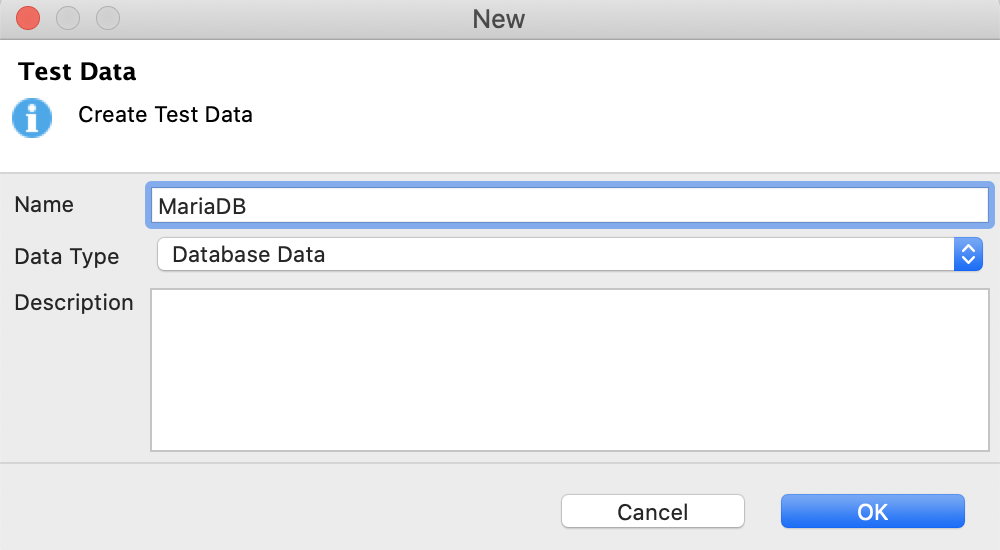 New
Test Data
Create Test Data
Name MariaDB
Data Type Database Data
Description
Cancel OK